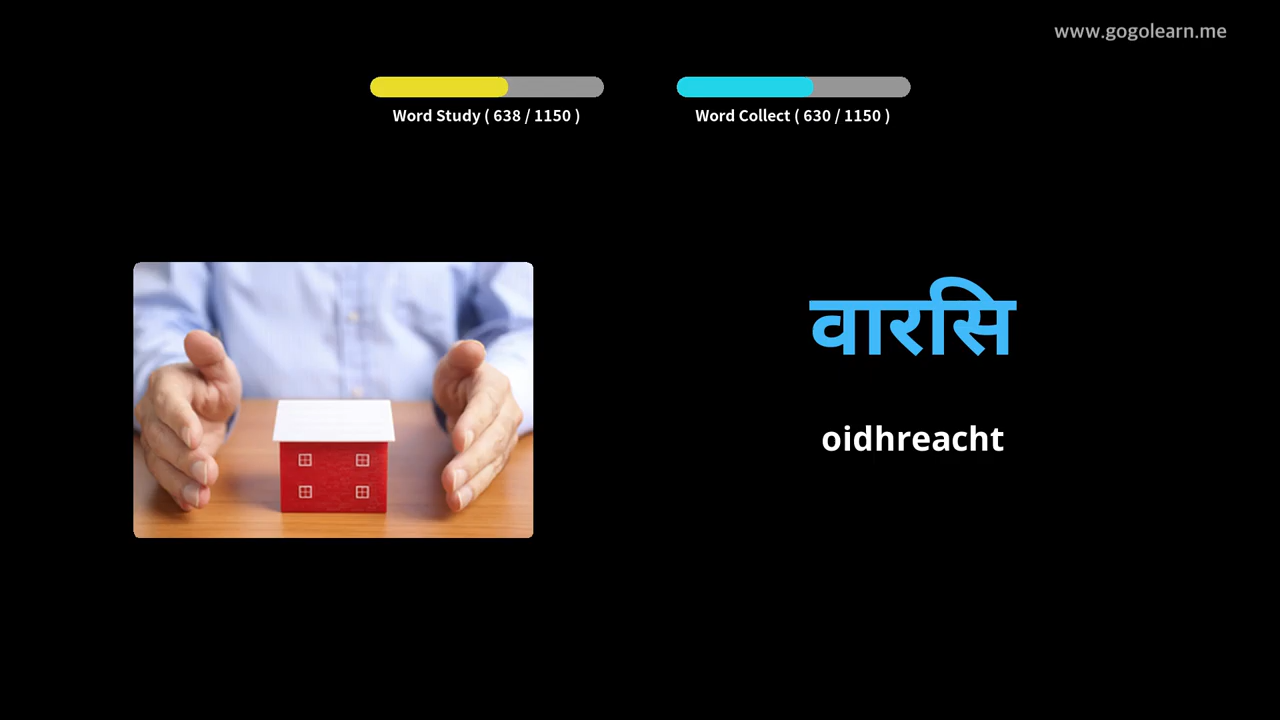 www.gogolearn.me
Word Study ( 638 / 1150 )
Word Collect ( 630 / 1150 )
वारसि
oidhreacht